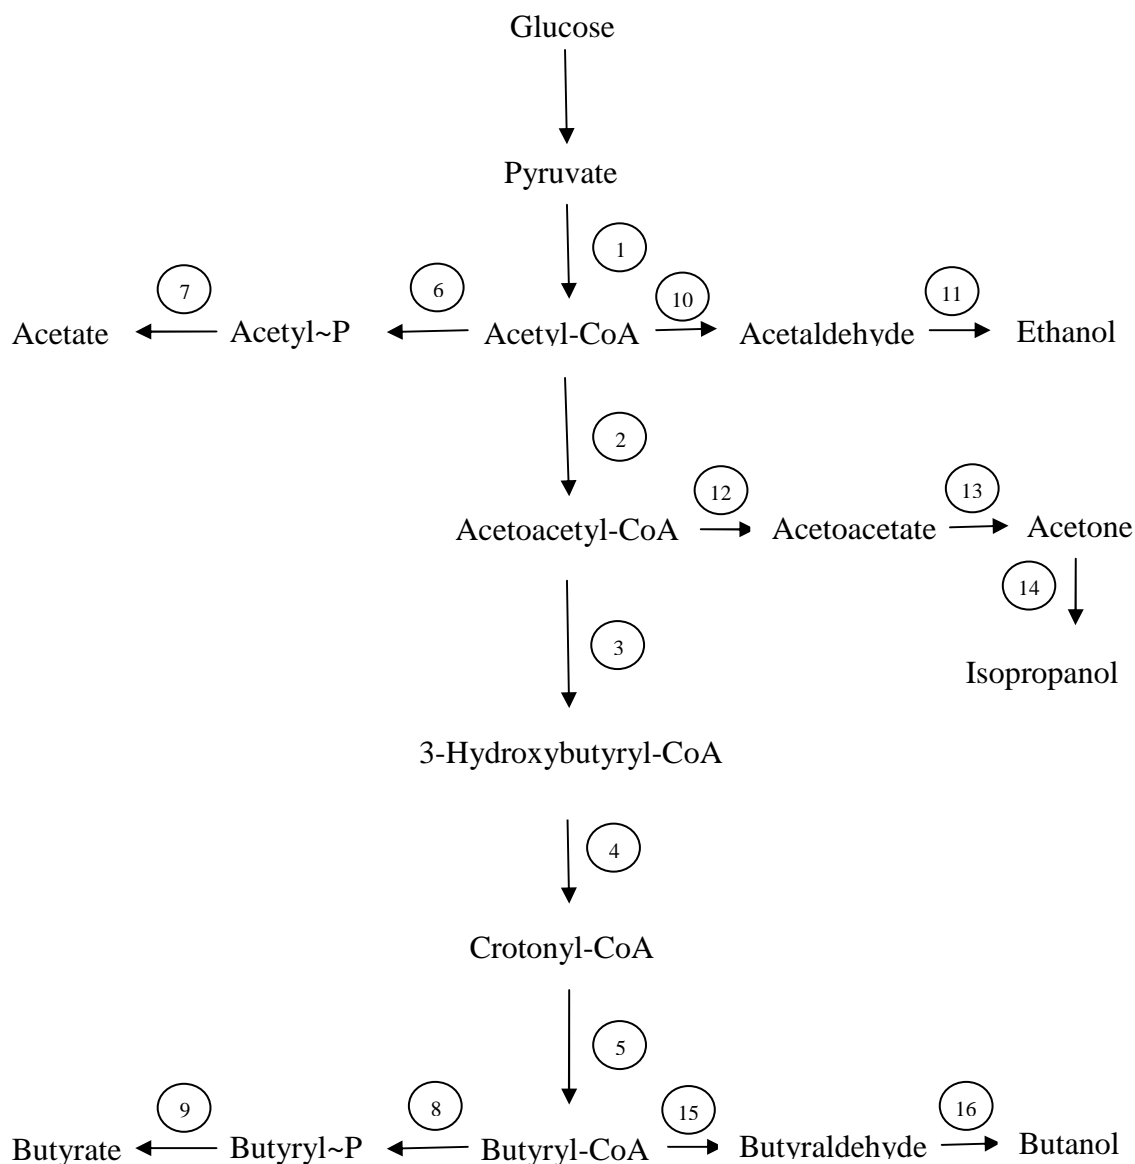 Glucose
Pyruvate
1
7
6
10
11
Acetate
Acetyl~P
Acetyl-CoA
Acetaldehyde
Ethanol
2
12
13
Acetoacetyl-CoA
Acetoacetate
Acetone
14
3
Isopropanol
3-Hydroxybutyryl-CoA
4
Crotonyl-CoA
5
9
8
15
16
Butyrate
Butyryl~P
Butyryl-CoA
Butyraldehyde
Butanol